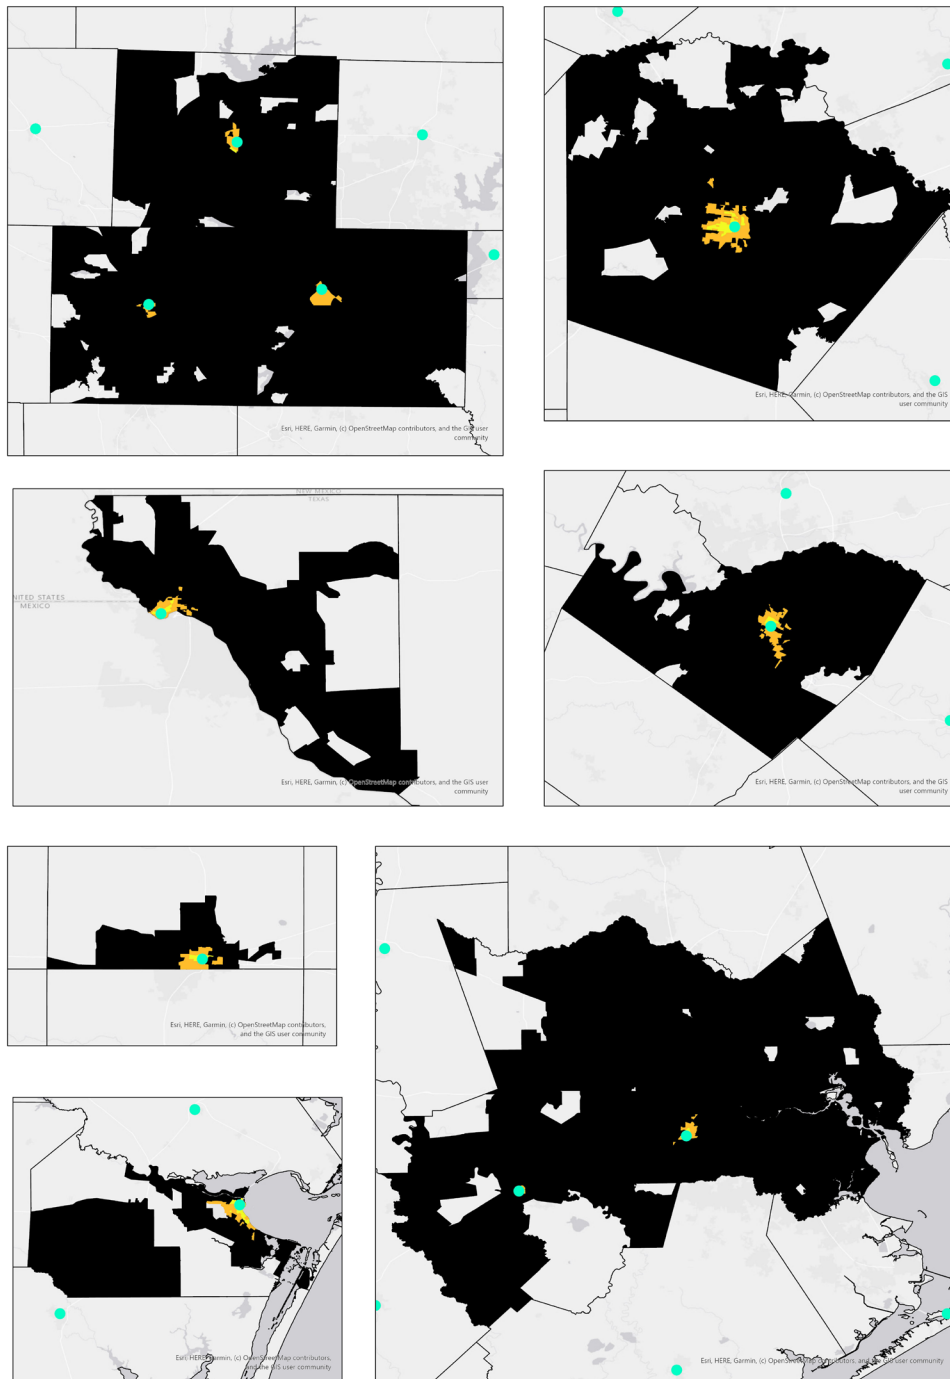 Esri, HERE, Garmin, (c) OpenStreetMap contributors, and the GIS user
community
Esri, HERE, Garmin, (c) OpenStreetMap contributors, and the GIS
user community
NEW MEXICO
TEXAS
UNITED STATES
MEXICO
Esri, HERE, Garmin, (c) OpenStreetMap contributors, and the GIS user
community
Esri, HERE, Garmin, (c) OpenStreetMap contributors, and the GIS
user community
Esri, HERE, Garmin, (c) OpenStreetMap contributors,
and the GIS user community
Esri, HERE, Garmin, (c) OpenStreetMap contributors,
and the GIS user community
Esri, HERE, Garmin, (c) OpenStreetMap contributors, and the GIS user community